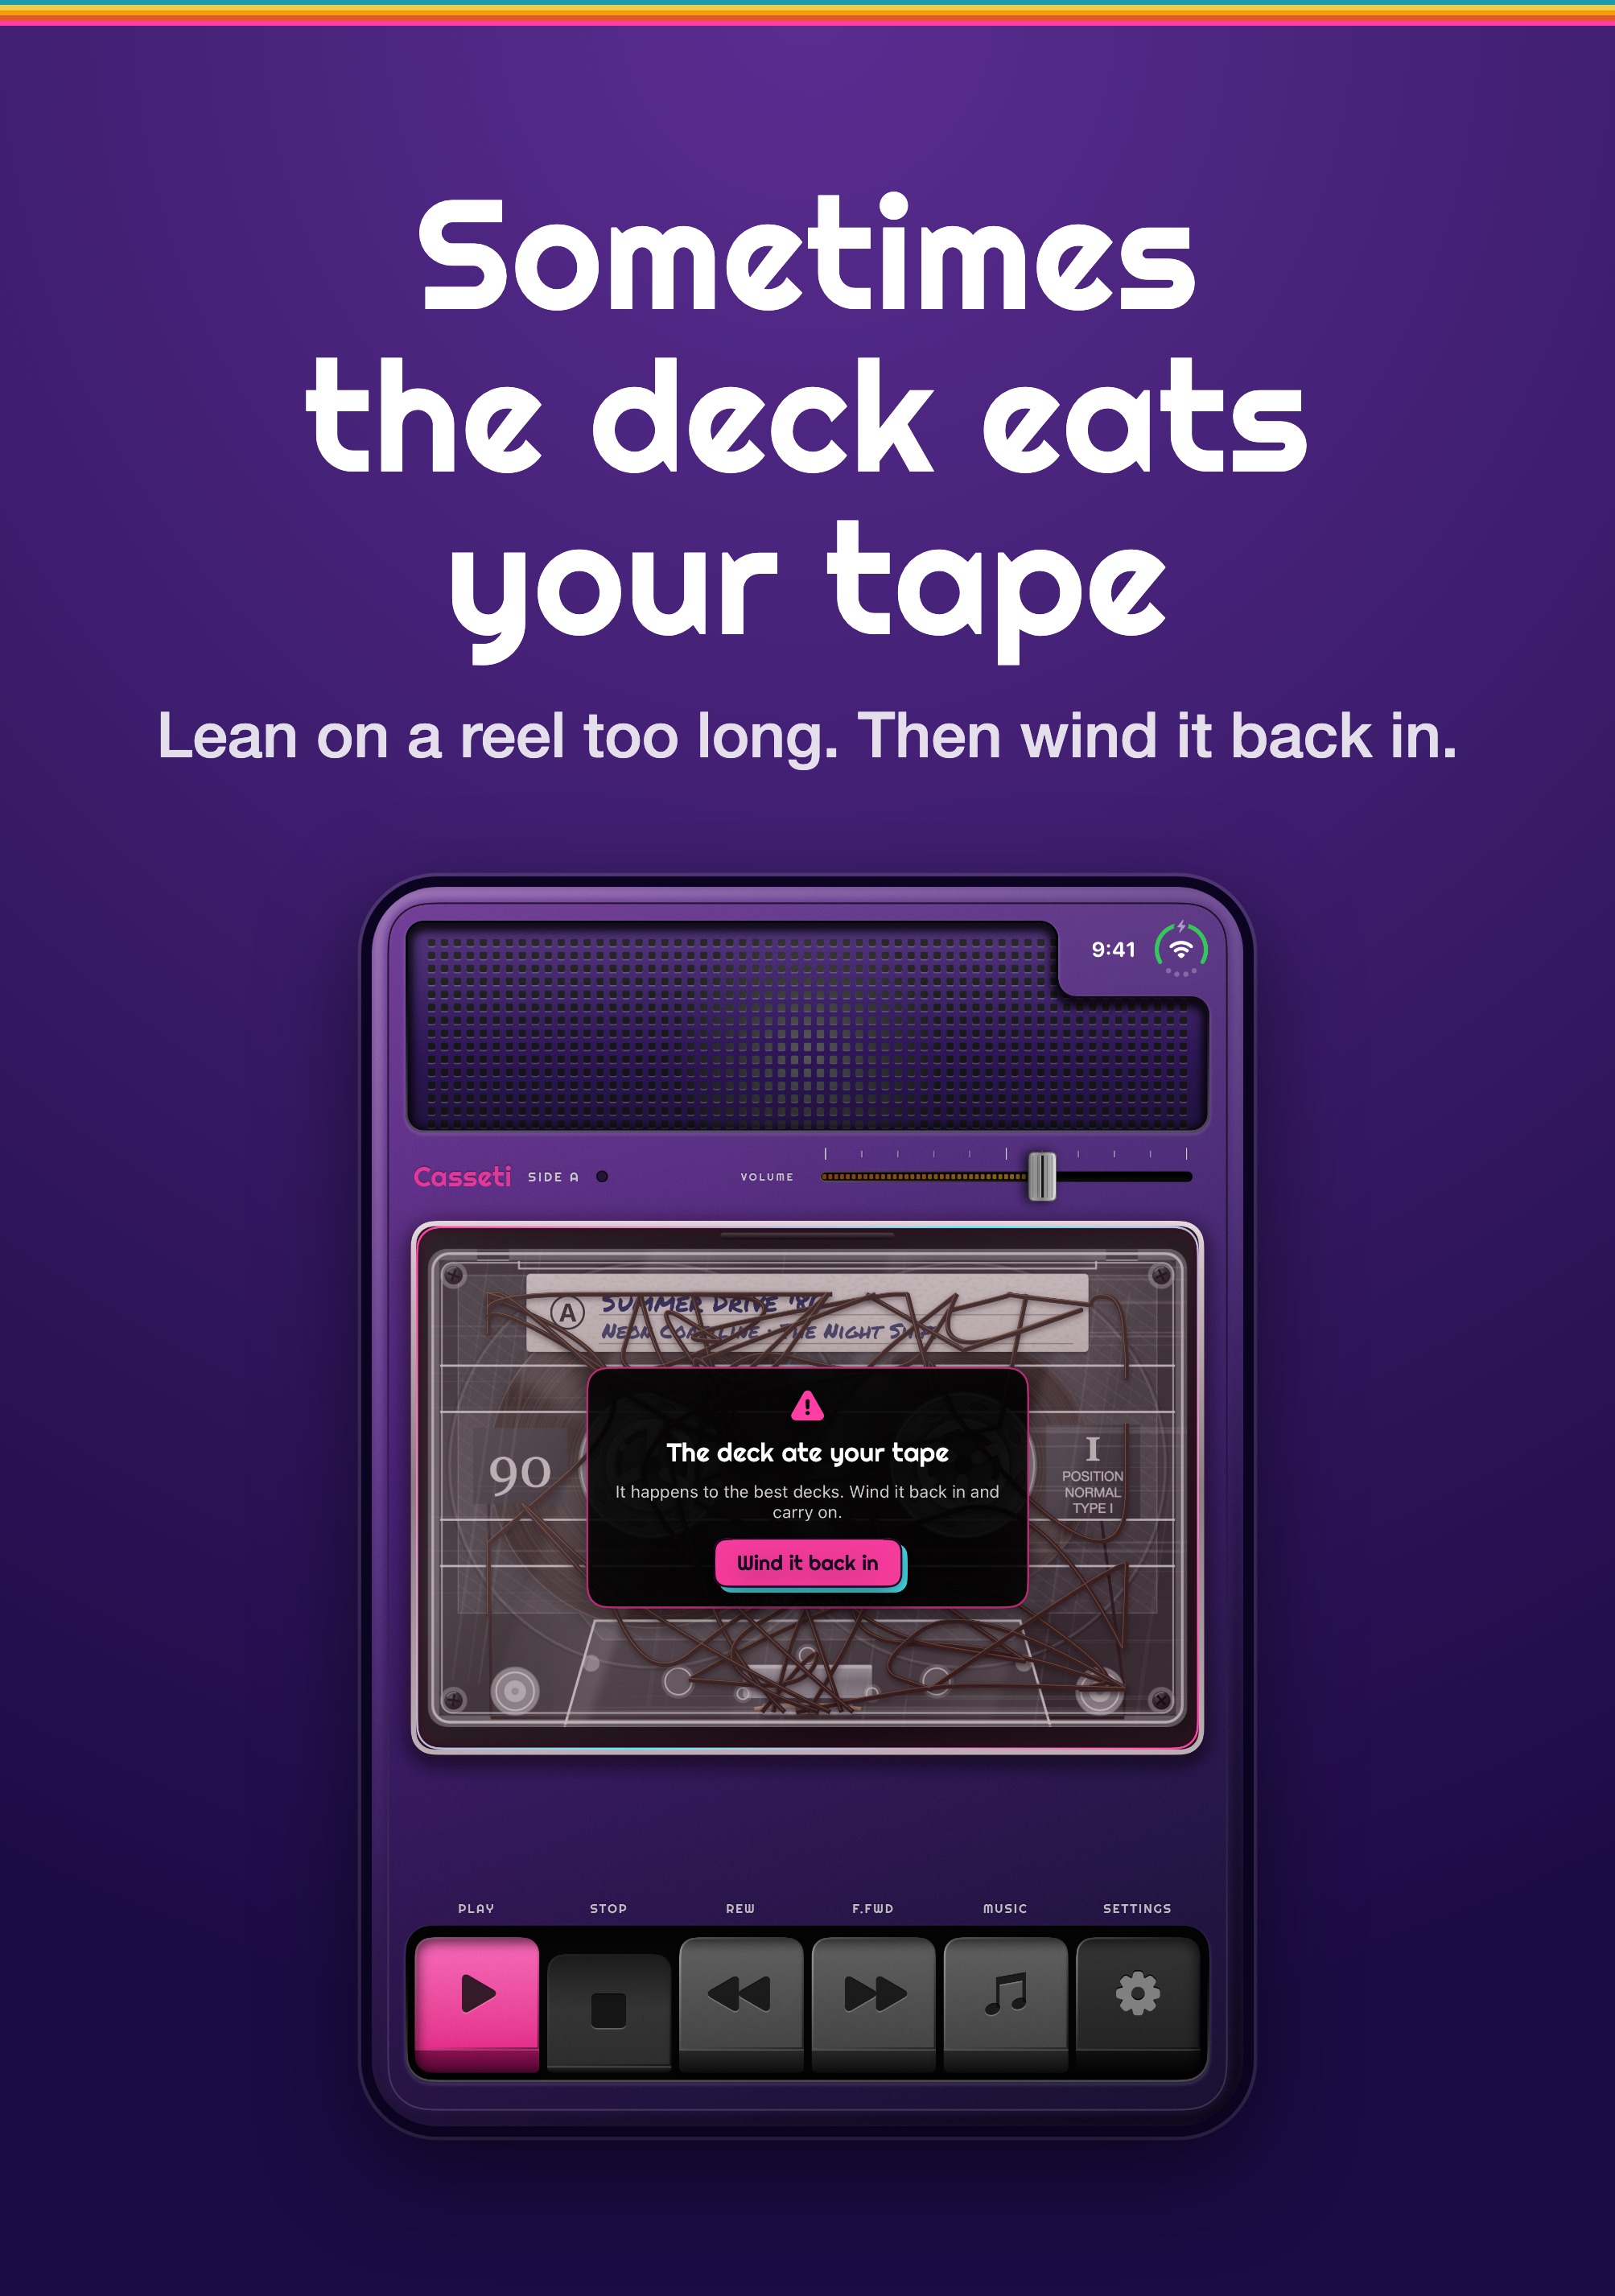 Sometimes
the deck eats
your tape
Lean on a reel too long. Then wind it back in.
9:41
Casseti SIDE A VOLUME
A SUMMER DRIVE
THE NIGHT
90
I
POSITION
NORMAL
TYPE I
The deck ate your tape
It happens to the best decks. Wind it back in and
carry on.
Wind it back in
PLAY STOP REW F.FWD MUSIC SETTINGS